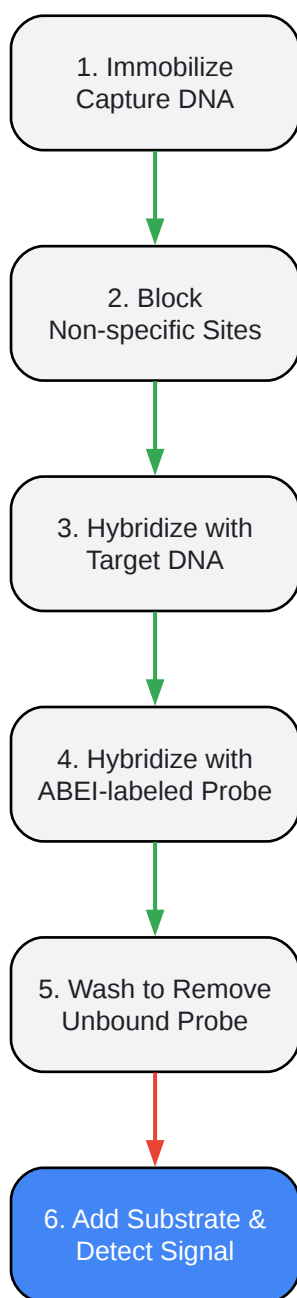 1. Immobilize
Capture DNA
2. Block
Non-specific Sites
3. Hybridize with
Target DNA
4. Hybridize with
ABEI-labeled Probe
5. Wash to Remove
Unbound Probe
6. Add Substrate &
Detect Signal